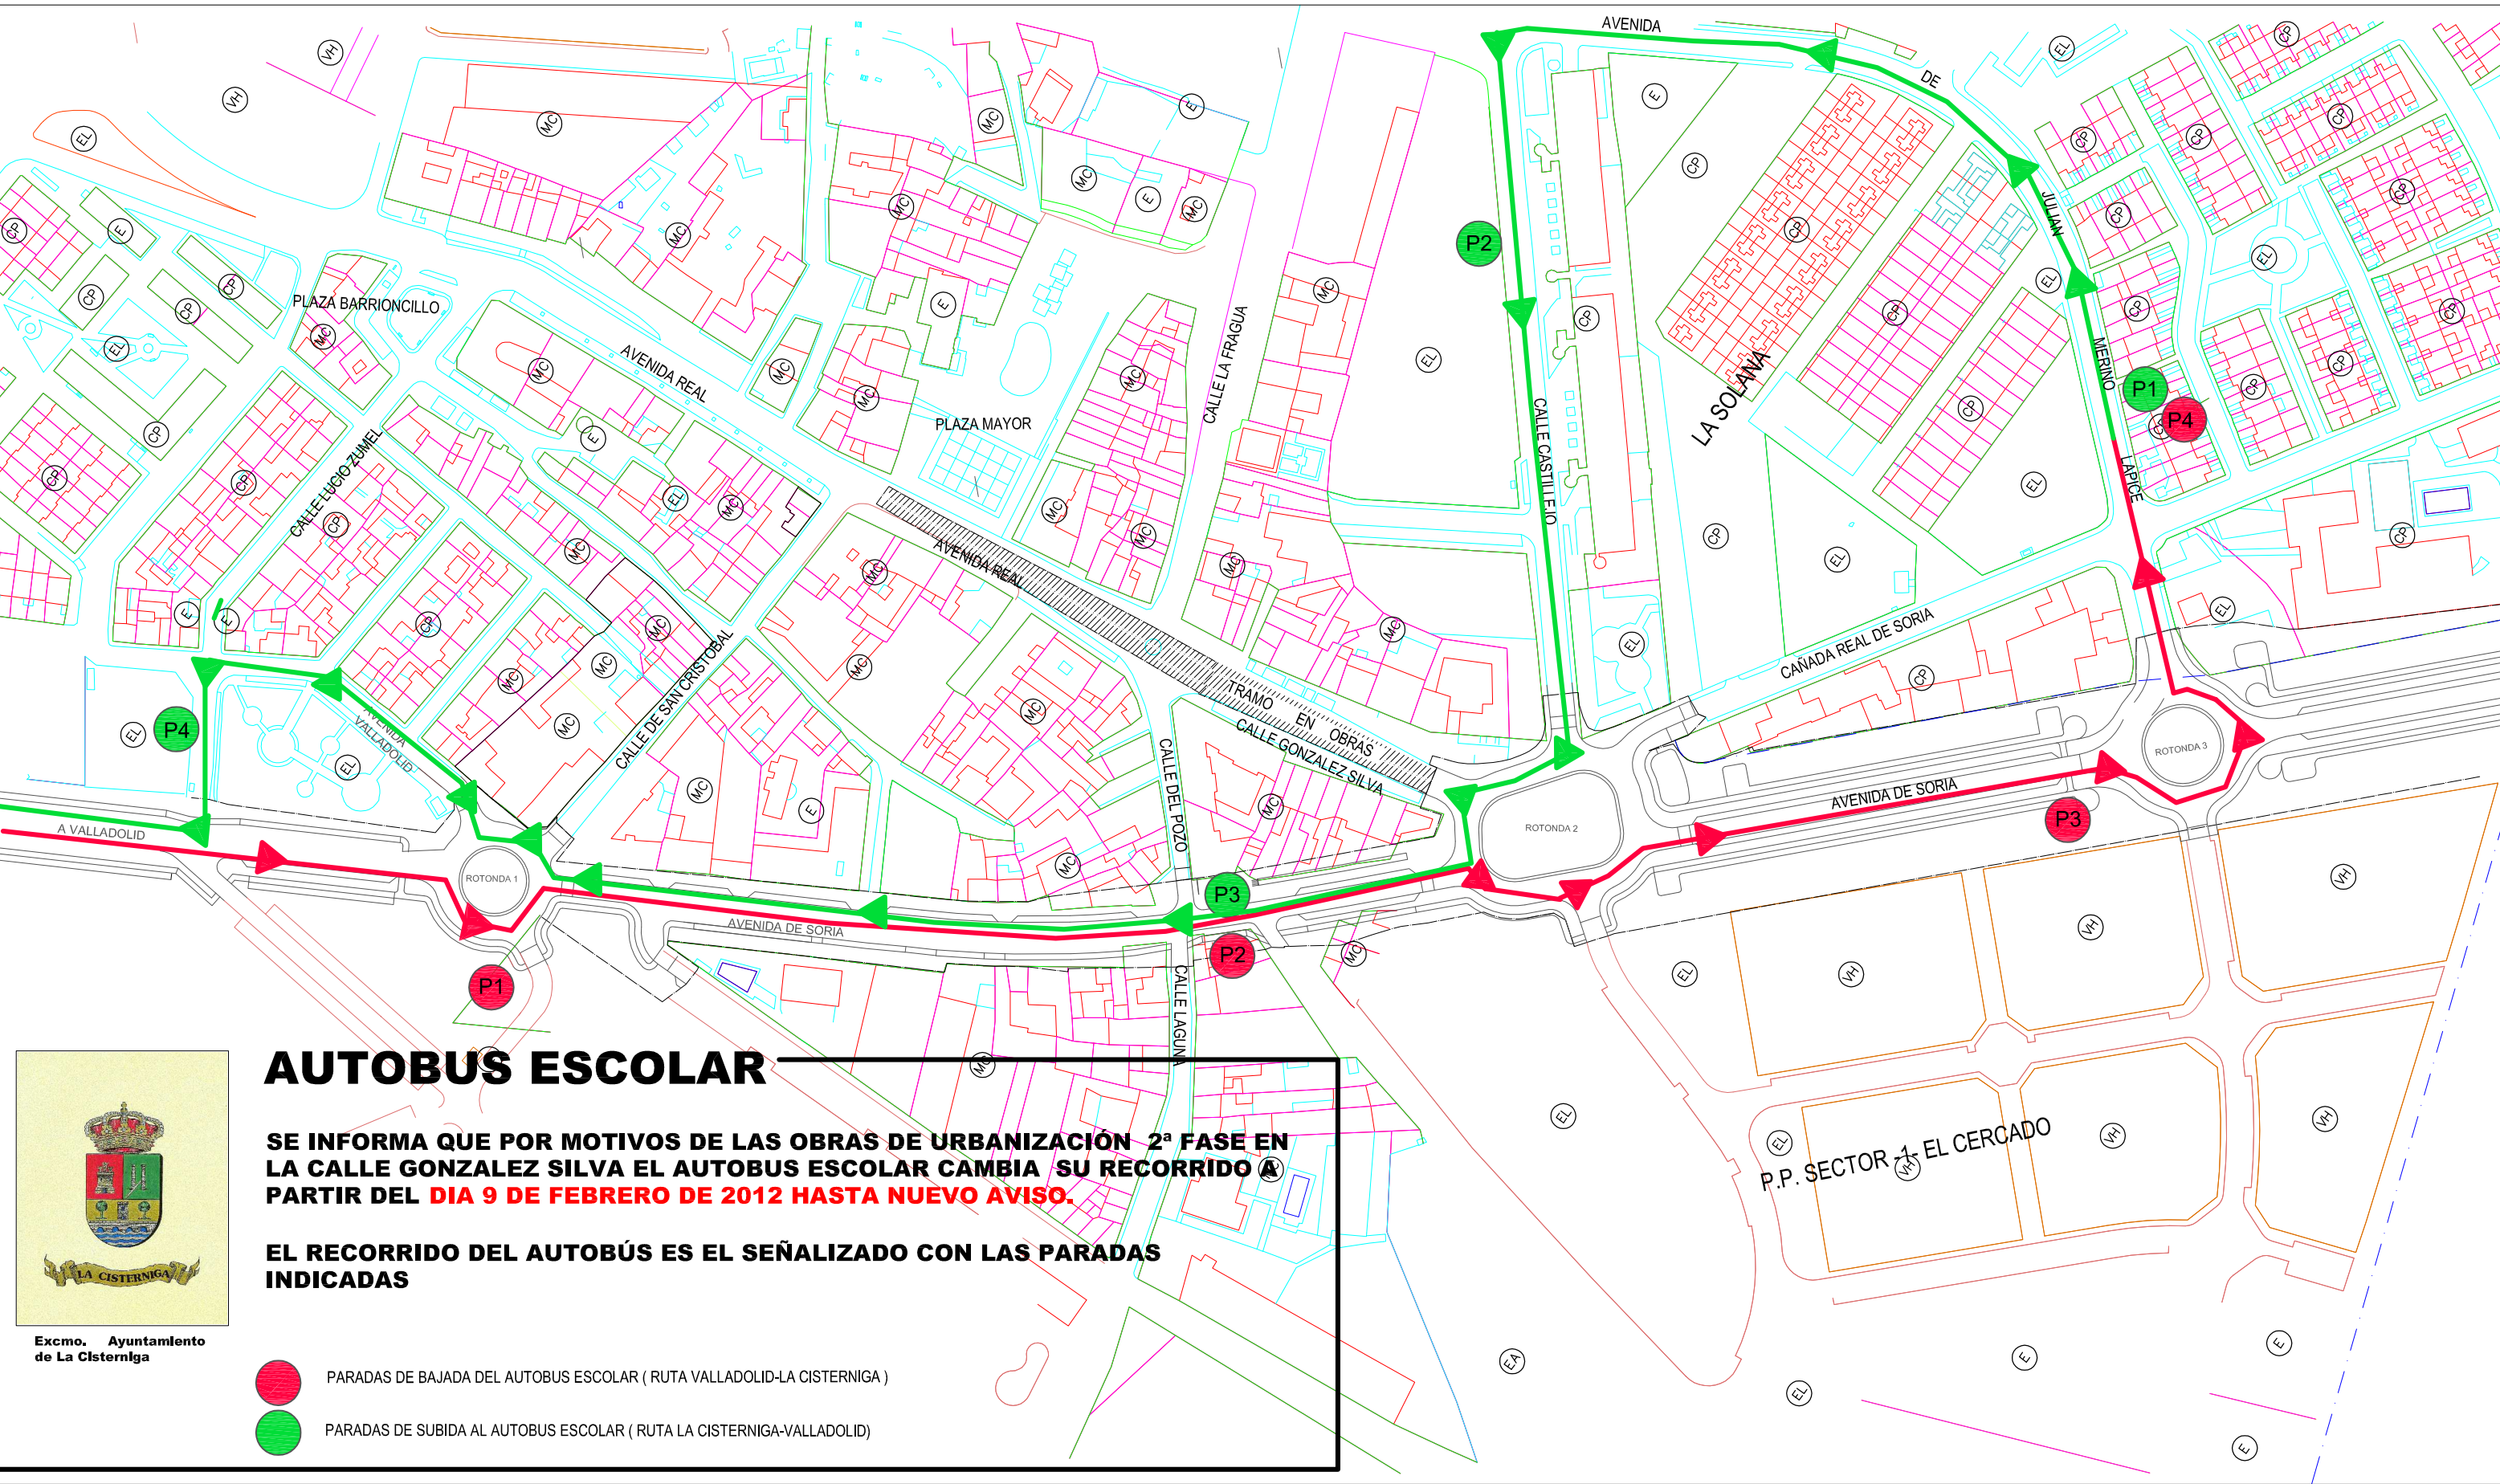 AVENIDA
DE
JULIAN
MERINO
LAPICE
PLAZA BARRIONCILLO
AVENIDA REAL
PLAZA MAYOR
CALLE LA FRAGUA
CALLE CASTILLEJO
LA SOLANA
CALLE LUCIO ZUMEL
AVENIDA REAL
CALLE DE SAN CRISTOBAL
TRAMO EN OBRAS
CALLE GONZALEZ SILVA
CALLE DEL POZO
CAÑADA REAL DE SORIA
AVENIDA
VALLADOLID
A VALLADOLID
ROTONDA 1
ROTONDA 2
ROTONDA 3
AVENIDA DE SORIA
AVENIDA DE SORIA
CALLE LAGUNA
P.P. SECTOR -1- EL CERCADO
P1
P2
P3
P4
P1
P2
P3
P4
AUTOBUS ESCOLAR
SE INFORMA QUE POR MOTIVOS DE LAS OBRAS DE URBANIZACIÓN 2ª FASE EN
LA CALLE GONZALEZ SILVA EL AUTOBUS ESCOLAR CAMBIA SU RECORRIDO A
PARTIR DEL DIA 9 DE FEBRERO DE 2012 HASTA NUEVO AVISO.
EL RECORRIDO DEL AUTOBÚS ES EL SEÑALIZADO CON LAS PARADAS
INDICADAS
LA CISTERNIGA
Excmo. Ayuntamiento
de La Cisterniga
PARADAS DE BAJADA DEL AUTOBUS ESCOLAR ( RUTA VALLADOLID-LA CISTERNIGA )
PARADAS DE SUBIDA AL AUTOBUS ESCOLAR ( RUTA LA CISTERNIGA-VALLADOLID)